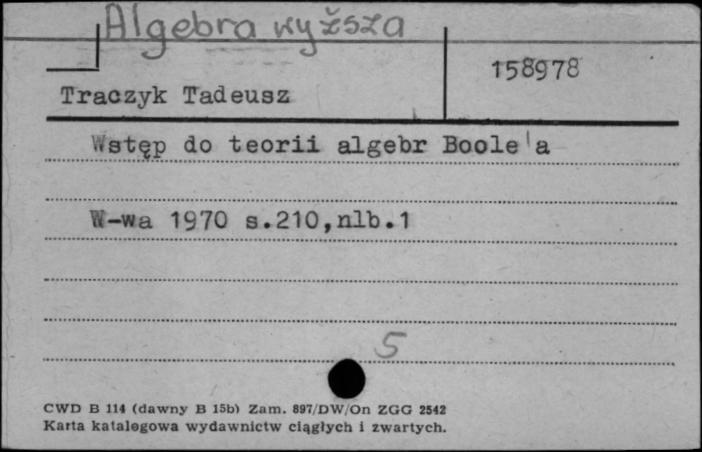 Algebra wyższa
158978
Traczyk Tadeusz
Wstęp do teorii algebr Boole'a
W-wa 1970 s.210,nlb.1
5
CWD B 114 (dawny B 15b) Zam. 897/DW/On ZGG 2542
Karta katalogowa wydawnictw ciągłych i zwartych.